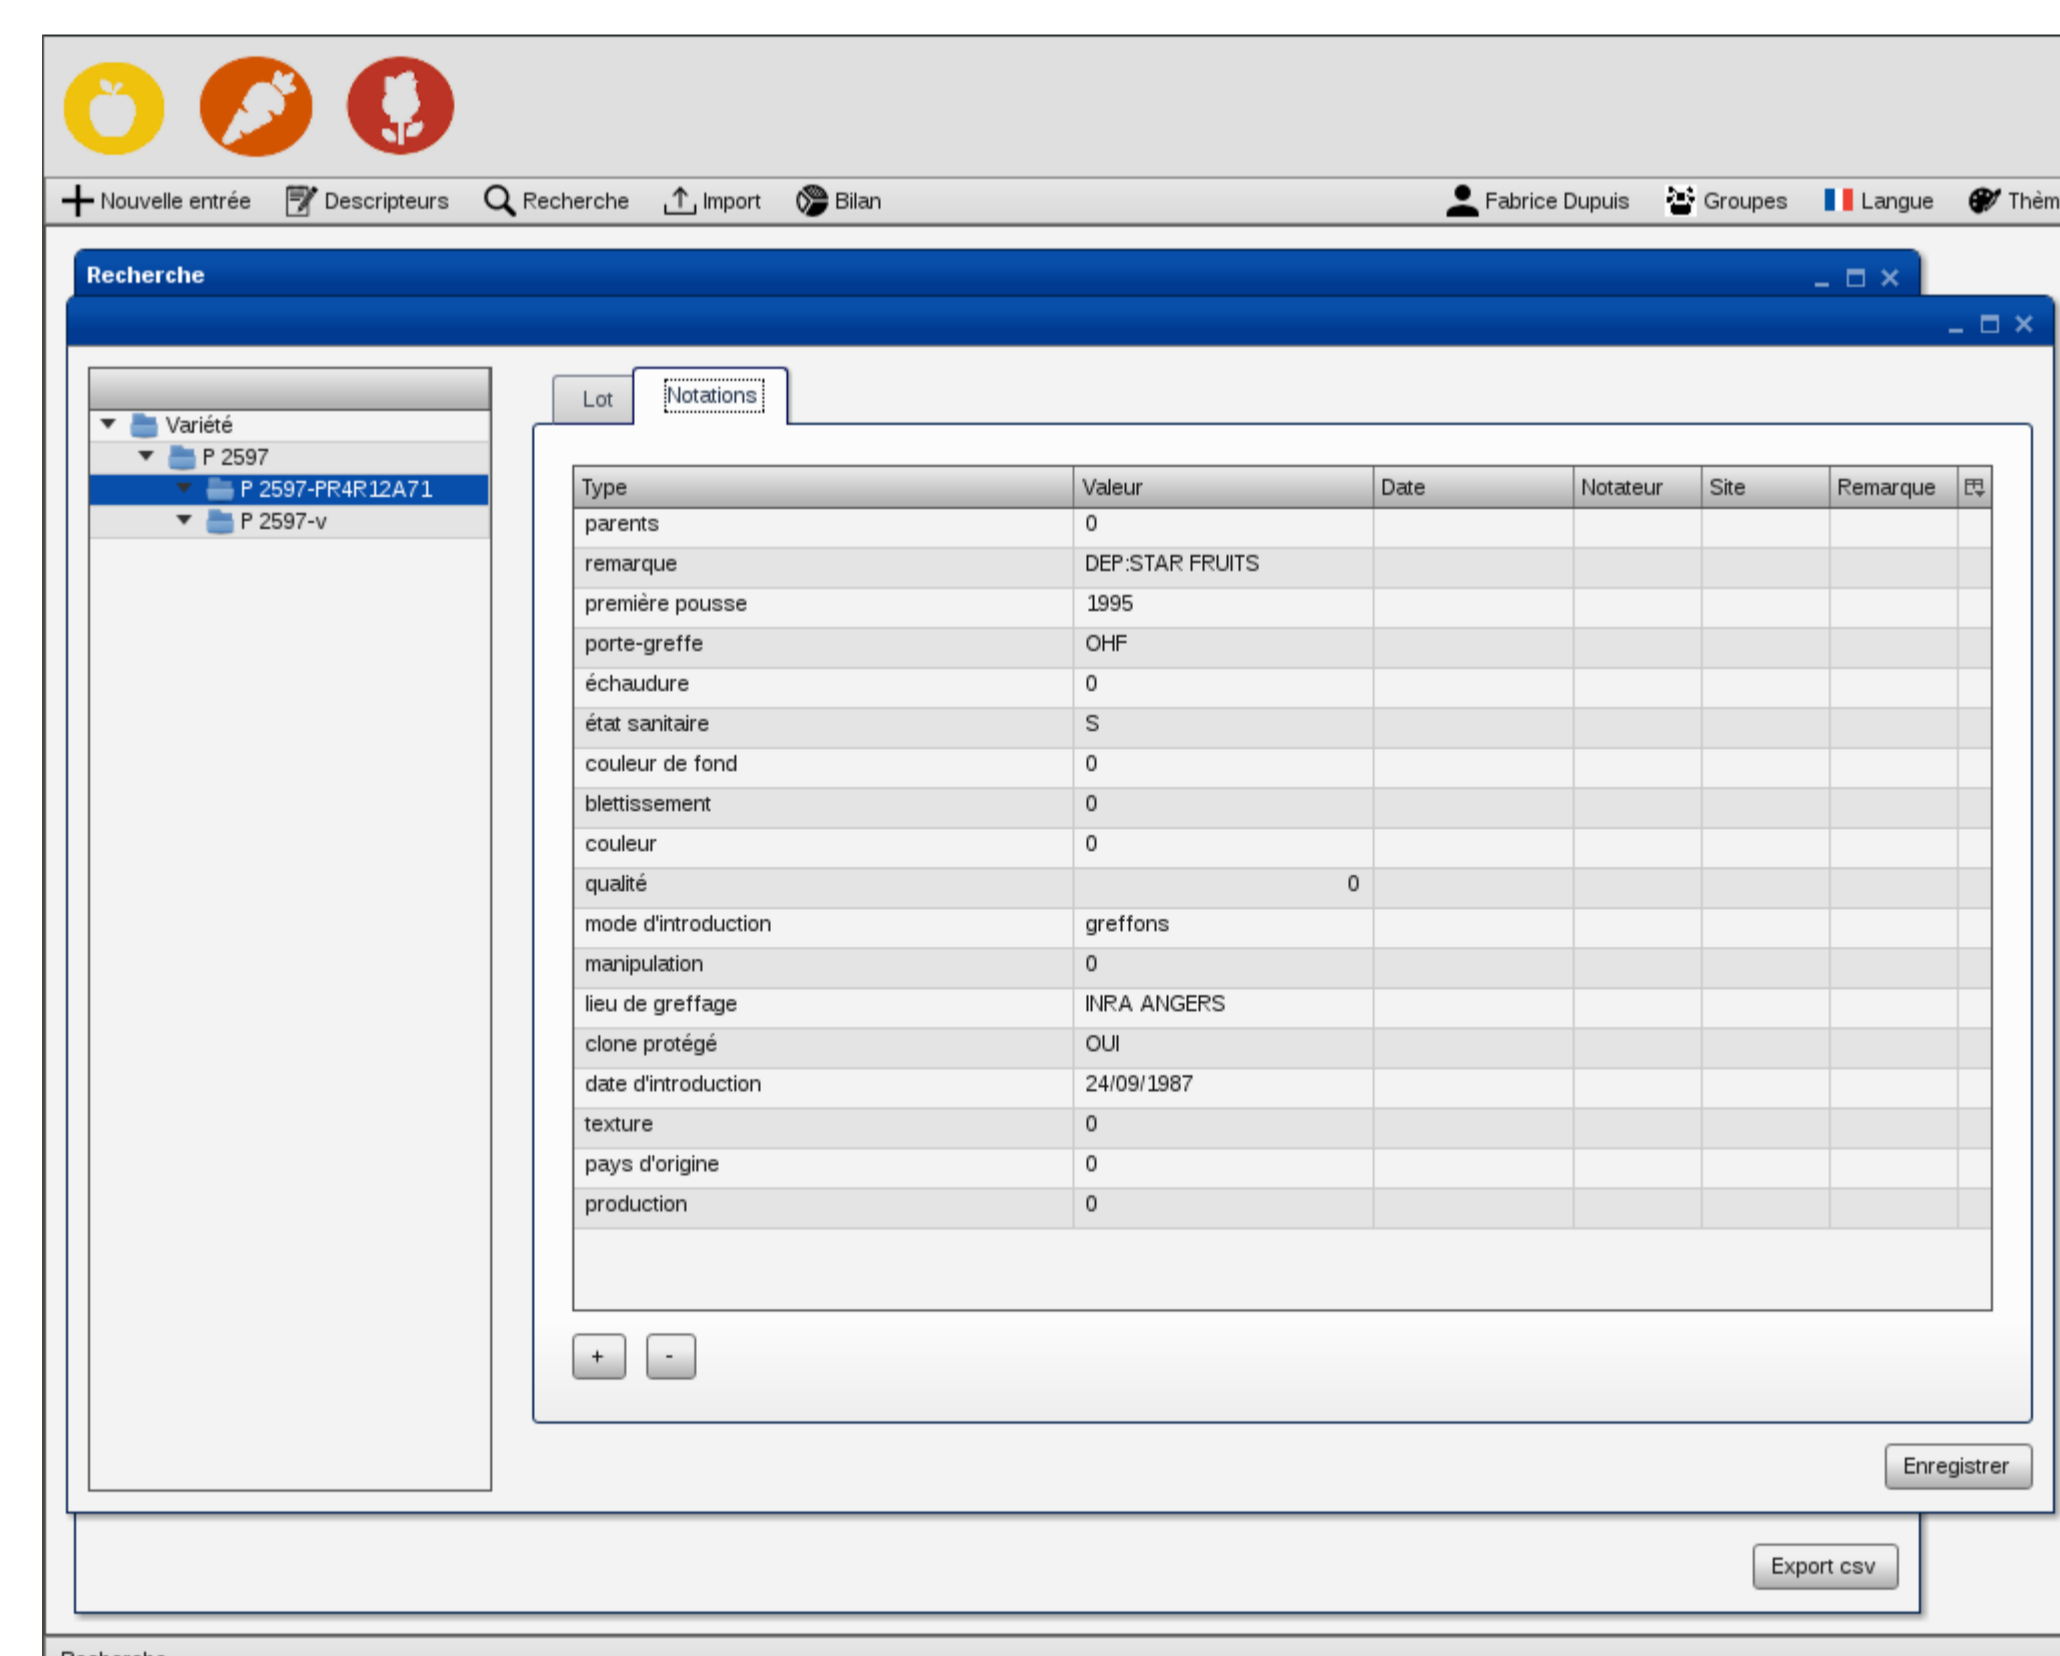 Nouvelle entrée Descripteurs Recherche Import Bilan Fabrice Dupuis Groupes Langue Thèm
Recherche
Lot Notations
Variété
P 2597
P 2597-PR4R12A71
P 2597-v
Type Valeur Date Notateur Site Remarque
parents 0
remarque DEP:STAR FRUITS
première pousse 1995
porte-greffe OHF
échaudure 0
état sanitaire S
couleur de fond 0
blettissement 0
couleur 0
qualité 0
mode d'introduction greffons
manipulation 0
lieu de greffage INRA ANGERS
clone protégé OUI
date d'introduction 24/09/1987
texture 0
pays d'origine 0
production 0
+ -
Enregistrer
Export csv
Recherche